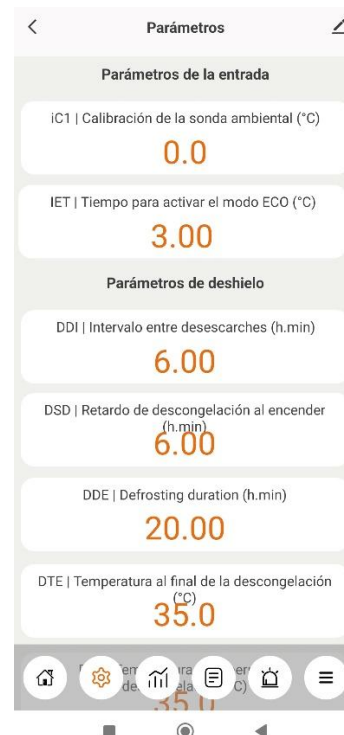 Parámetros
Parámetros de la entrada
iC1 | Calibración de la sonda ambiental (°C)
0.0
IET | Tiempo para activar el modo ECO (°C)
3.00
Parámetros de deshielo
DDI | Intervalo entre desescarches (h.min)
6.00
DSD | Retardo de descongelación al encender
(h.min)
6.00
DDE | Defrosting duration (h.min)
20.00
DTE | Temperatura al final de la descongelación
(°C)
35.0
35.0